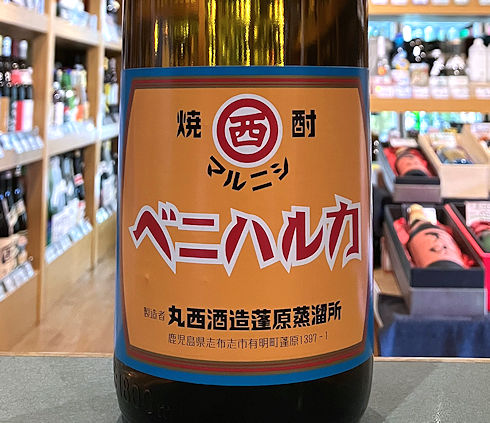 焼 西 酎
マルニシ
ベニハルカ
製造者 丸西酒造蓬原蒸溜所
鹿児島県志布志市有明町蓬原1397-1